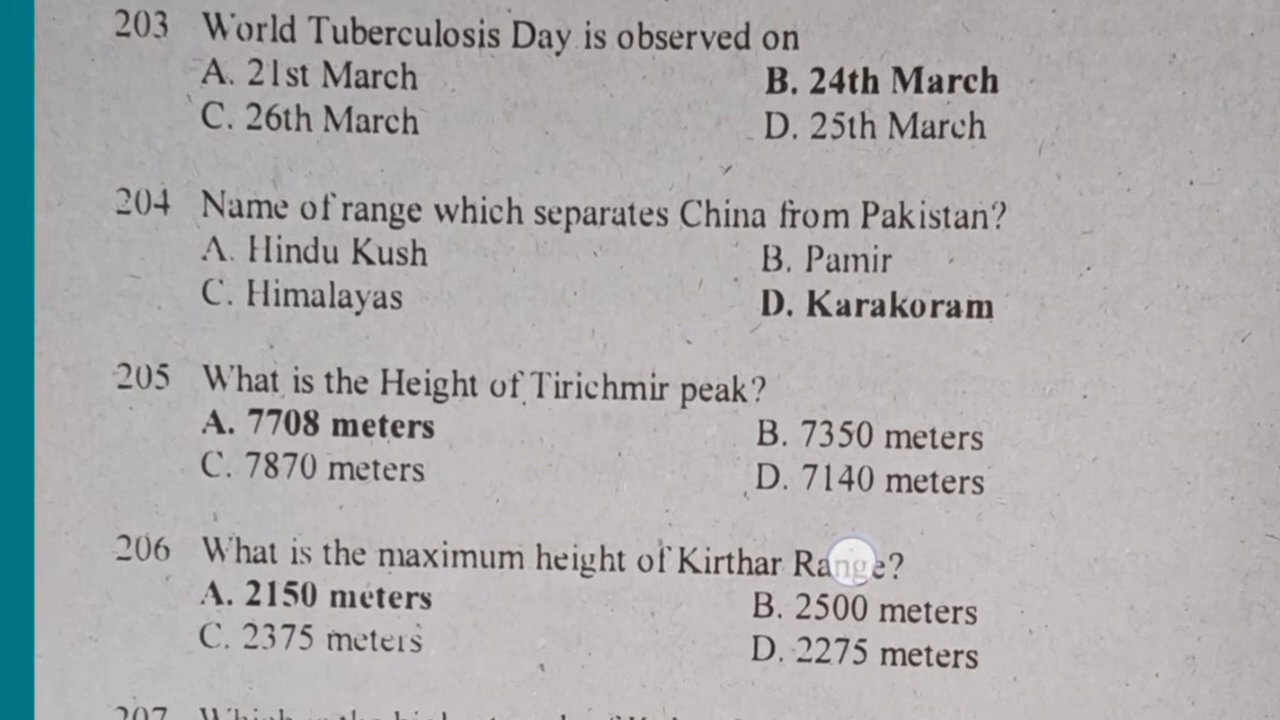 203 World Tuberculosis Day is observed on
A. 21st March B. 24th March
C. 26th March D. 25th March
204 Name of range which separates China from Pakistan?
A. Hindu Kush B. Pamir
C. Himalayas D. Karakoram
205 What is the Height of Tirichmir peak?
A. 7708 meters B. 7350 meters
C. 7870 meters D. 7140 meters
206 What is the maximum height of Kirthar Range?
A. 2150 meters B. 2500 meters
C. 2375 meters D. 2275 meters
207 Which